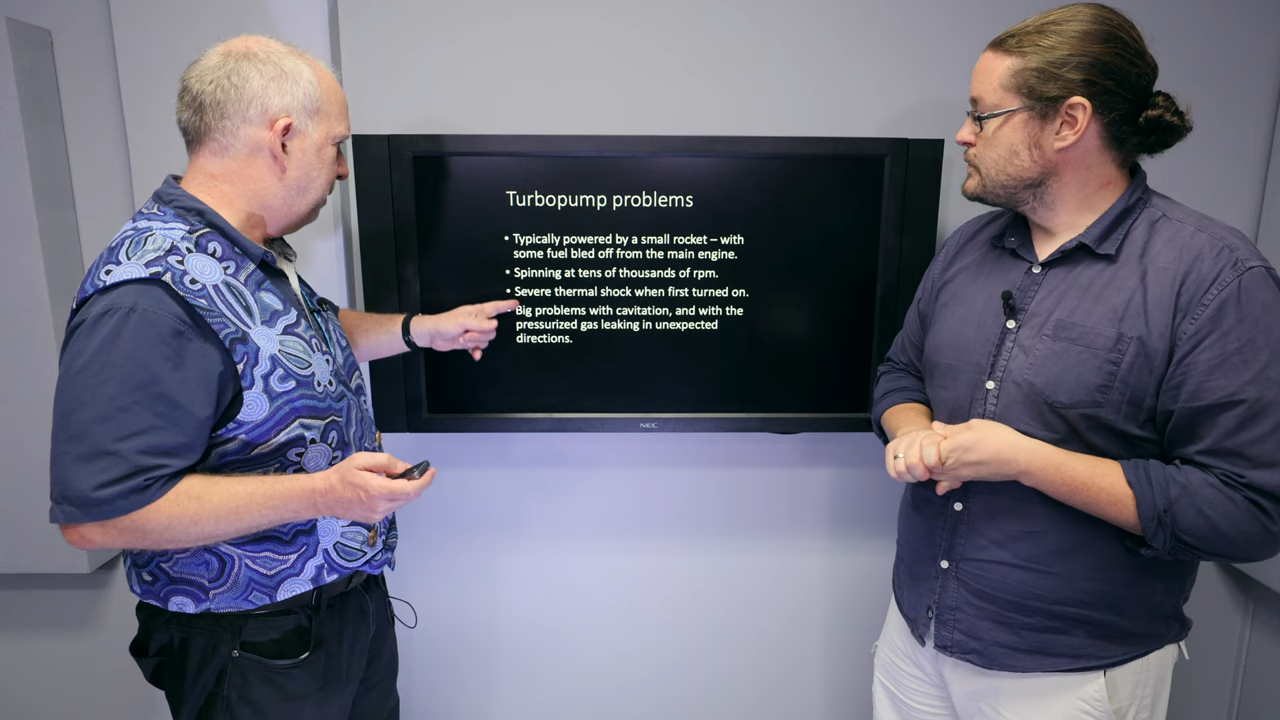 Turbopump problems
• Typically powered by a small rocket – with
some fuel bled off from the main engine.
• Spinning at tens of thousands of rpm.
• Severe thermal shock when first turned on.
• Big problems with cavitation, and with the
pressurized gas leaking in unexpected
directions.
NEC